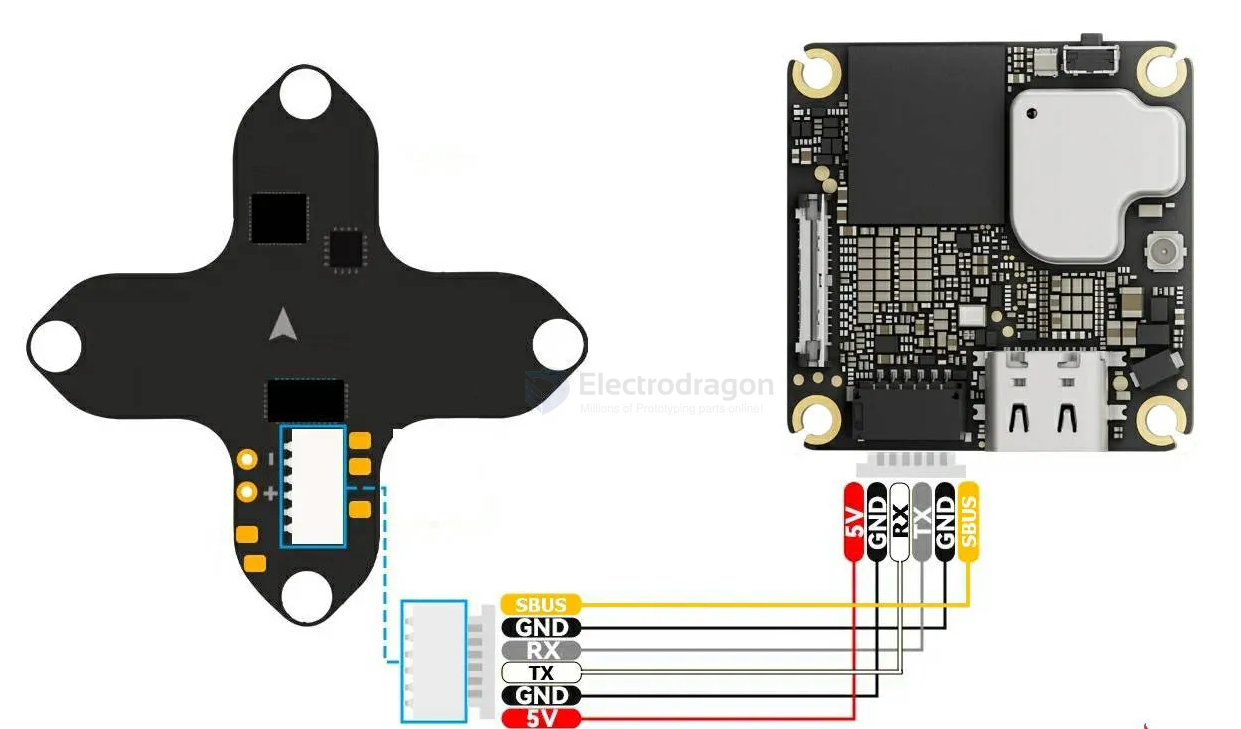 Electrodragon
Millions of Prototyping parts online!
-
+
5V
GND
RX
TX
GND
SBUS
SBUS
GND
RX
TX
GND
5V